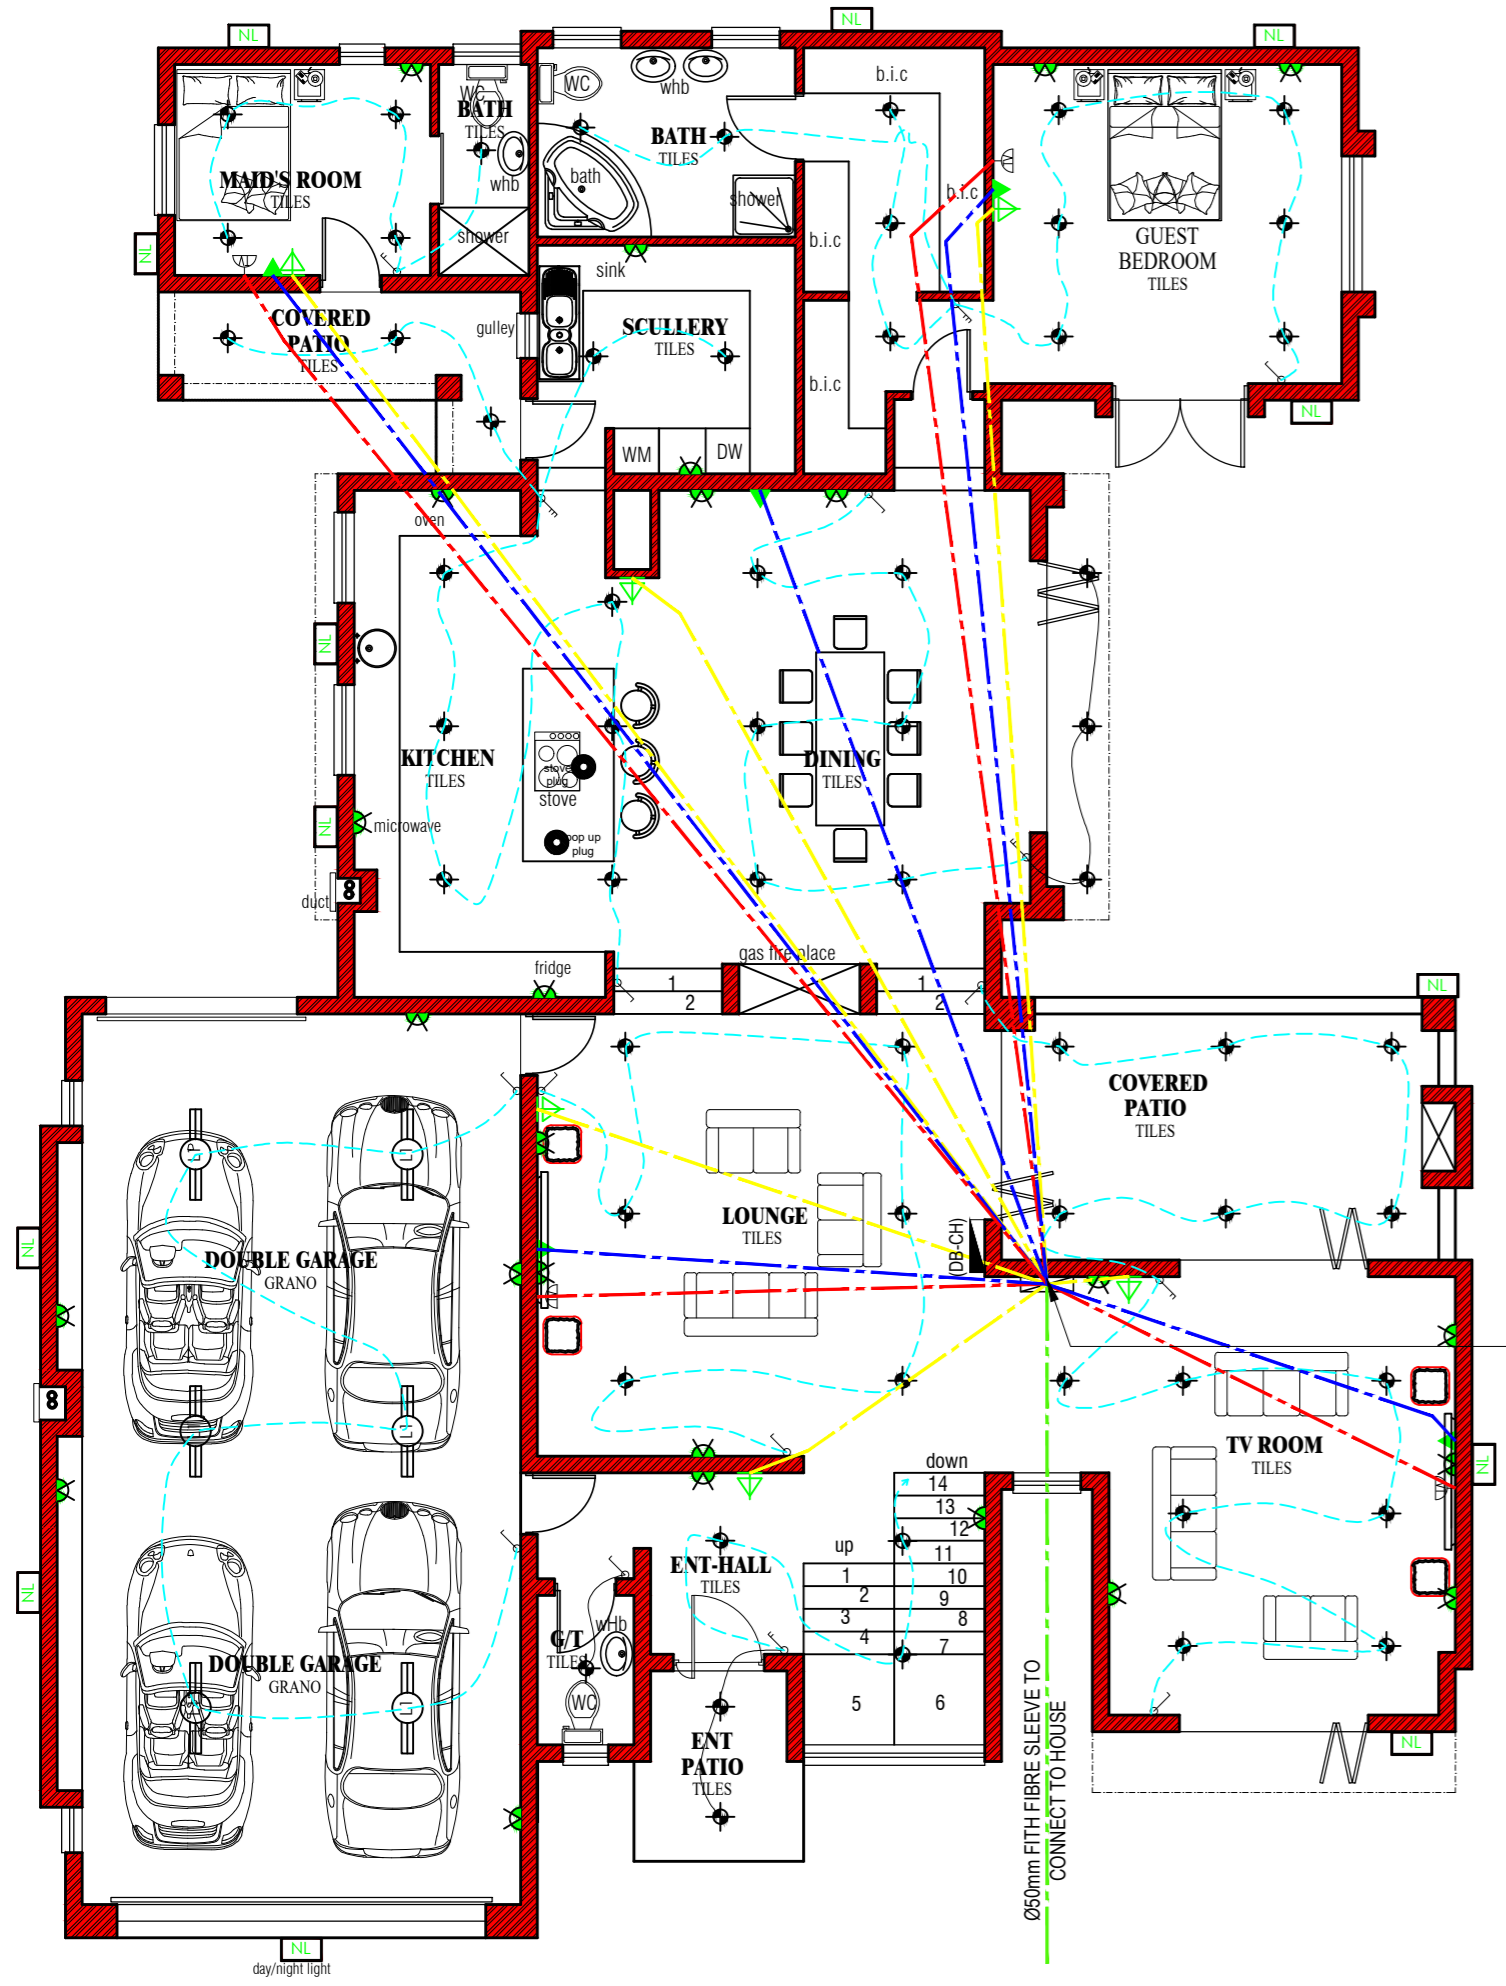 NL
NL
NL
WC
BATH
TILES
whb
shower
MAID'S ROOM
TILES
WC
whb
BATH
TILES
bath
shower
b.i.c
b.i.c
b.i.c
b.i.c
GUEST
BEDROOM
TILES
NL
NL
COVERED
PATIO
TILES
gulley
sink
SCULLERY
TILES
WM
DW
oven
NL
KITCHEN
TILES
stove
plug
stove
pop up
plug
DINING
TILES
NL
microwave
duct
fridge
gas fire place
1
2
1
2
NL
COVERED
PATIO
TILES
LP
LT
LOUNGE
TILES
(DB-CH)
NL
DOUBLE GARAGE
GRANO
LT
TV ROOM
TILES
NL
down
14
13
12
11
10
9
8
7
up
1
2
3
4
5
6
ENT-HALL
TILES
NL
G/T
TILES
wHb
WC
DOUBLE GARAGE
GRANO
LT
ENT
PATIO
TILES
Ø50mm FITH FIBRE SLEEVE TO
CONNECT TO HOUSE
NL
NL
day/night light